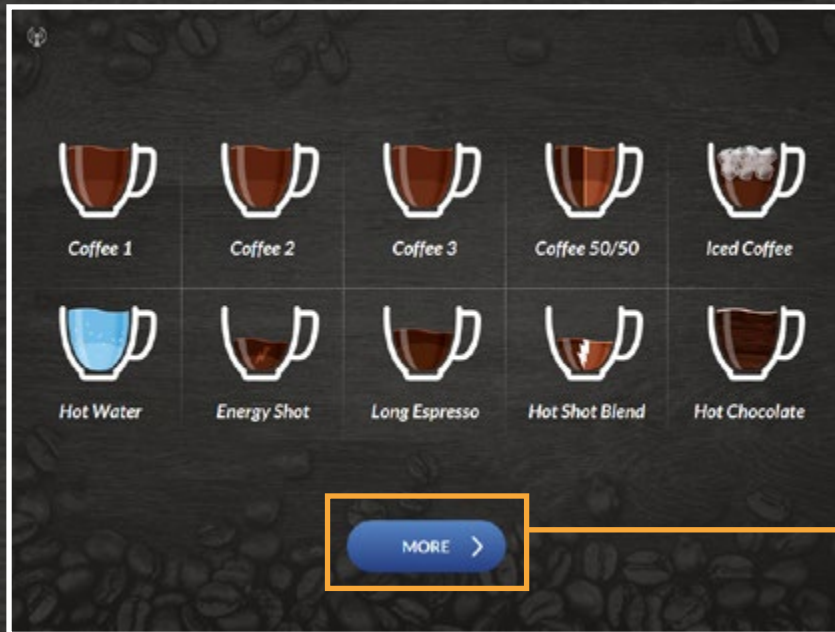 Coffee 1 Coffee 2 Coffee 3 Coffee 50/50 Iced Coffee
Hot Water Energy Shot Long Espresso Hot Shot Blend Hot Chocolate
MORE